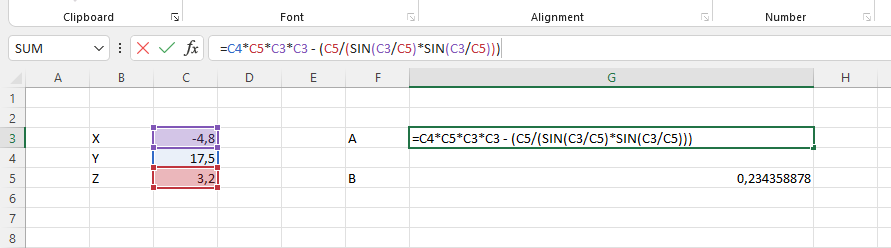 Clipboard Font Alignment Number
SUM =C4*C5*C3*C3 - (C5/(SIN(C3/C5)*SIN(C3/C5)))
A B C D E F G H
1
2
3 X -4,8 A =C4*C5*C3*C3 - (C5/(SIN(C3/C5)*SIN(C3/C5)))
4 Y 17,5
5 Z 3,2 B 0,234358878
6
7
8